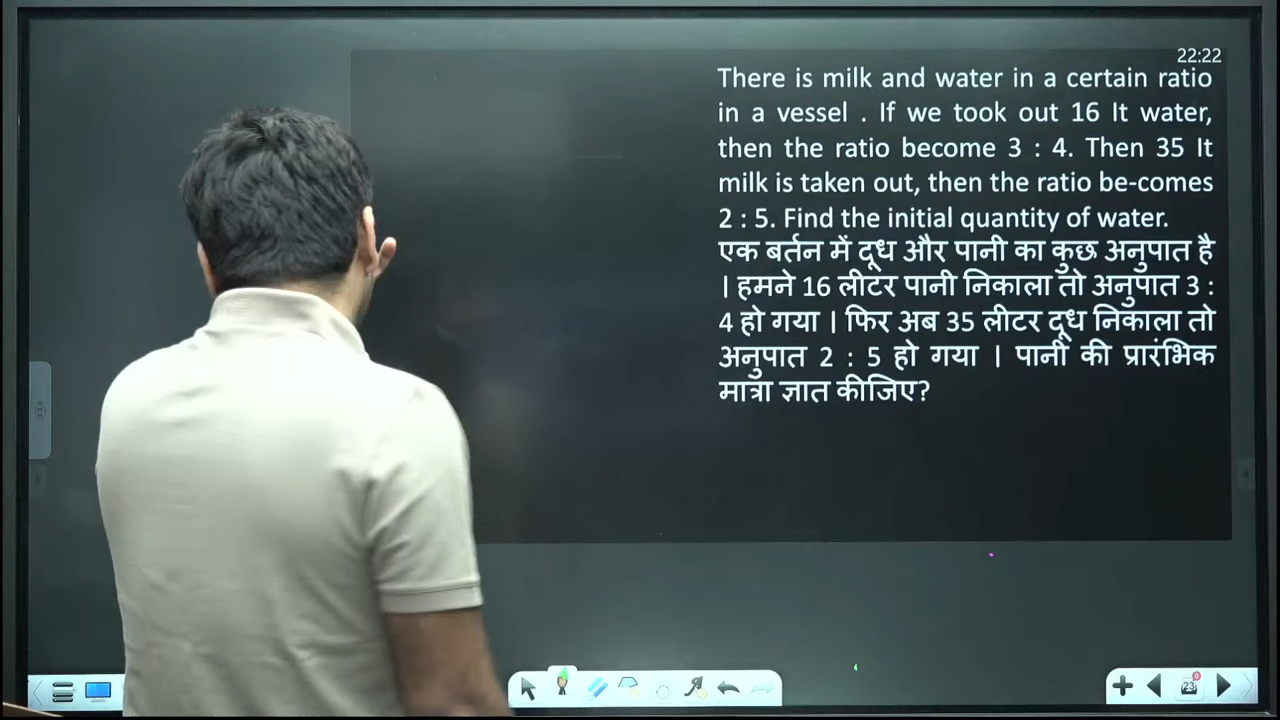 22:22
There is milk and water in a certain ratio
in a vessel . If we took out 16 It water,
then the ratio become 3 : 4. Then 35 It
milk is taken out, then the ratio be-comes
2 : 5. Find the initial quantity of water.
एक बर्तन में दूध और पानी का कुछ अनुपात है
। हमने 16 लीटर पानी निकाला तो अनुपात 3 :
4 हो गया । फिर अब 35 लीटर दूध निकाला तो
अनुपात 2 : 5 हो गया । पानी की प्रारंभिक
मात्रा ज्ञात कीजिए?